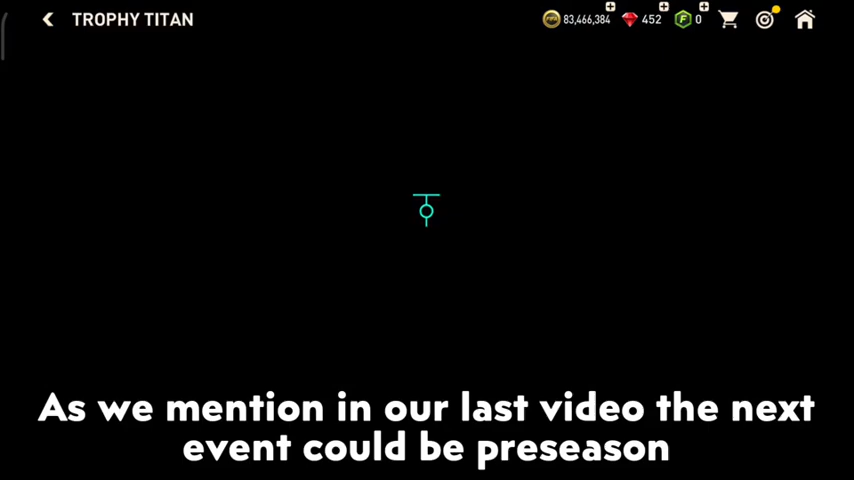 TROPHY TITAN
83,466,384 452 0
As we mention in our last video the next
event could be preseason